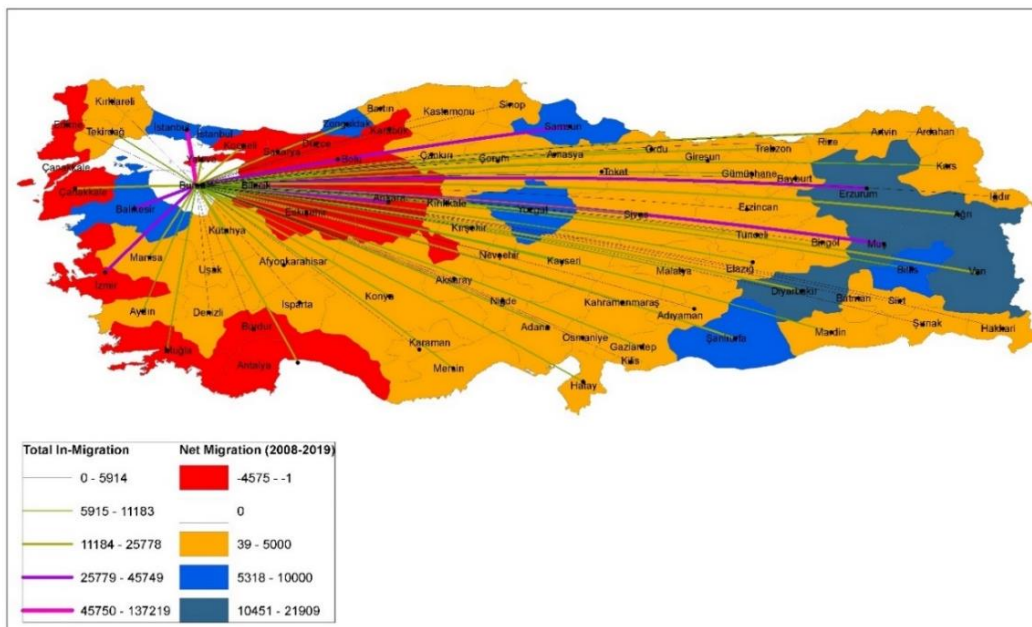 Kırklareli
Edirne
Tekirdağ
İstanbul
İstanbul
Kocaeli
Yalova
Sakarya
Düzce
Zonguldak
Bartın
Karabük
Kastamonu
Sinop
Samsun
Bolu
Çankırı
Çorum
Amasya
Tokat
Ordu
Giresun
Trabzon
Rize
Artvin
Ardahan
Kars
Gümüşhane
Bayburt
Erzurum
Iğdır
Ağrı
Çanakkale
Çanakkale
Balıkesir
Bursa
Bilecik
Eskişehir
Ankara
Kırıkkale
Yozgat
Kırşehir
Sivas
Erzincan
Tunceli
Bingöl
Muş
Bitlis
Van
Kütahya
Manisa
Uşak
Afyonkarahisar
İzmir
Aydın
Denizli
Isparta
Burdur
Muğla
Antalya
Konya
Aksaray
Nevşehir
Kayseri
Niğde
Malatya
Elazığ
Diyarbakır
Batman
Siirt
Şırnak
Hakkari
Mardin
Kahramanmaraş
Adıyaman
Şanlıurfa
Adana
Osmaniye
Gaziantep
Kilis
Hatay
Karaman
Mersin
Total In-Migration
0 - 5914
5915 - 11183
11184 - 25778
25779 - 45749
45750 - 137219
Net Migration (2008-2019)
-4575 - -1
0
39 - 5000
5318 - 10000
10451 - 21909